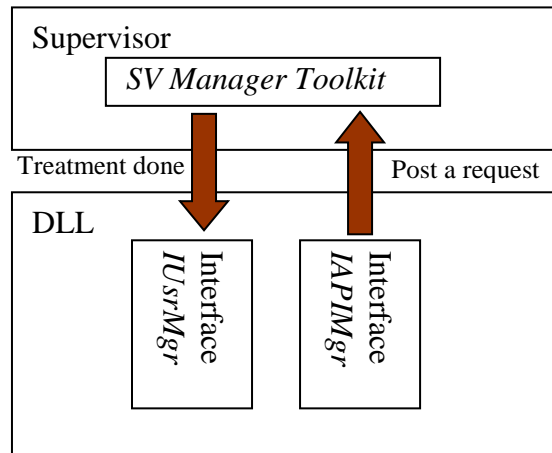 Supervisor
SV Manager Toolkit
Treatment done
Post a request
DLL
Interface
IUsrMgr
Interface
IAPIMgr